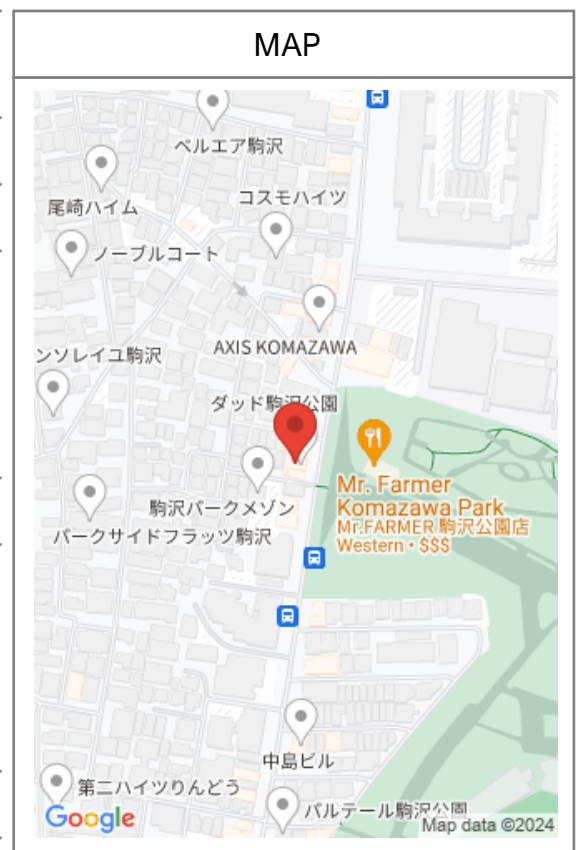 MAP
ベルエア駒沢
尾崎ハイム
コスモハイツ
ノーブルコート
AXIS KOMAZAWA
ンソレイユ駒沢
ダッド駒沢公園
Mr. Farmer
Komazawa Park
Mr.FARMER 駒沢公園店
Western • $$$
駒沢パークメゾン
パークサイドフラッツ駒沢
中島ビル
第二ハイツりんどう
パルテール駒沢公園
Google
Map data ©2024